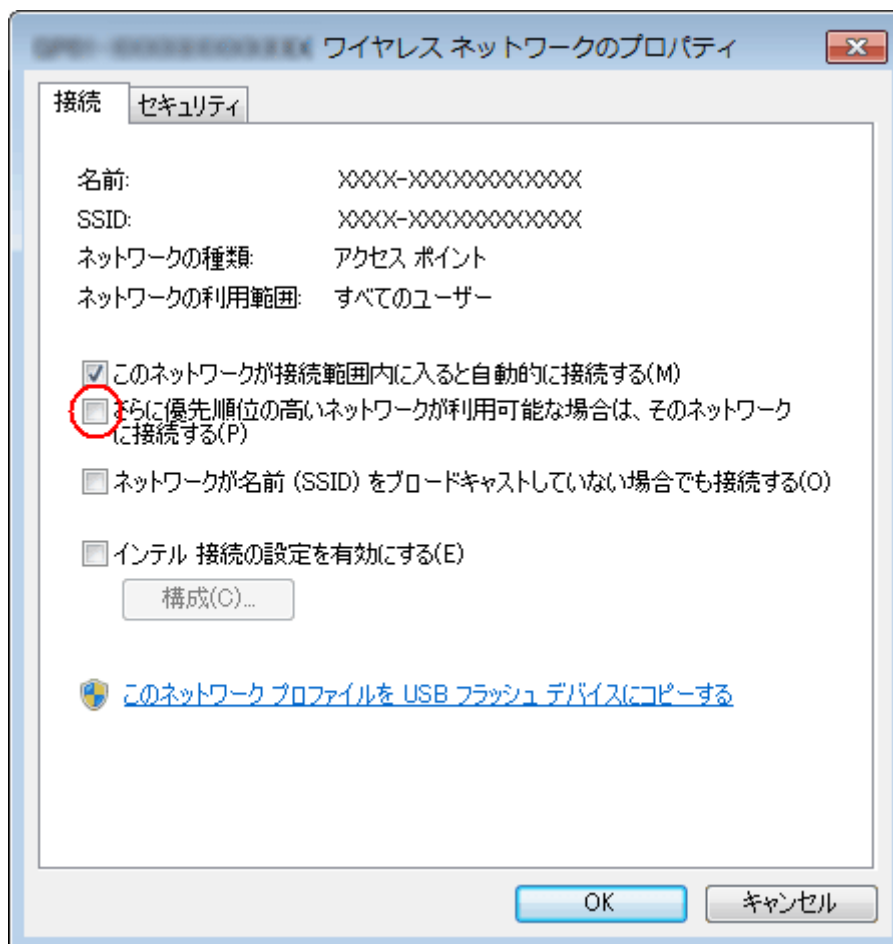 ワイヤレス ネットワークのプロパティ
接続 セキュリティ
名前: XXXX-XXXXXXXXXXXX
SSID: XXXX-XXXXXXXXXXXX
ネットワークの種類: アクセス ポイント
ネットワークの利用範囲: すべてのユーザー
このネットワークが接続範囲内に入ると自動的に接続する(M)
さらに優先順位の高いネットワークが利用可能な場合は、そのネットワーク
に接続する(P)
ネットワークが名前 (SSID) をブロードキャストしていない場合でも接続する(O)
インテル 接続の設定を有効にする(E)
構成(C)...
このネットワーク プロファイルを USB フラッシュ デバイスにコピーする
OK キャンセル